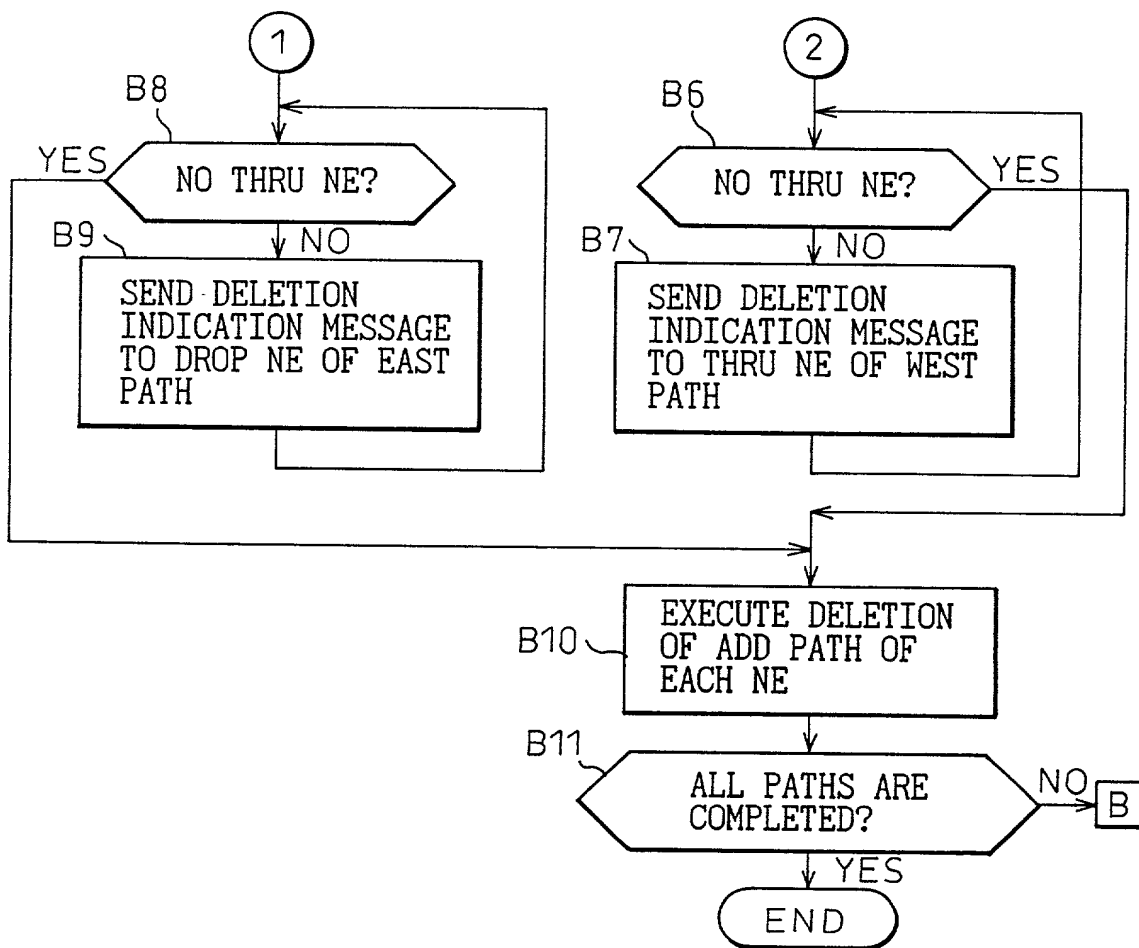 1
2
B8
B6
YES
NO THRU NE?
NO THRU NE?
YES
B9
NO
B7
NO
SEND DELETION
INDICATION MESSAGE
TO DROP NE OF EAST
PATH
SEND DELETION
INDICATION MESSAGE
TO THRU NE OF WEST
PATH
B10
EXECUTE DELETION
OF ADD PATH OF
EACH NE
B11
ALL PATHS ARE
COMPLETED?
NO
B
YES
END